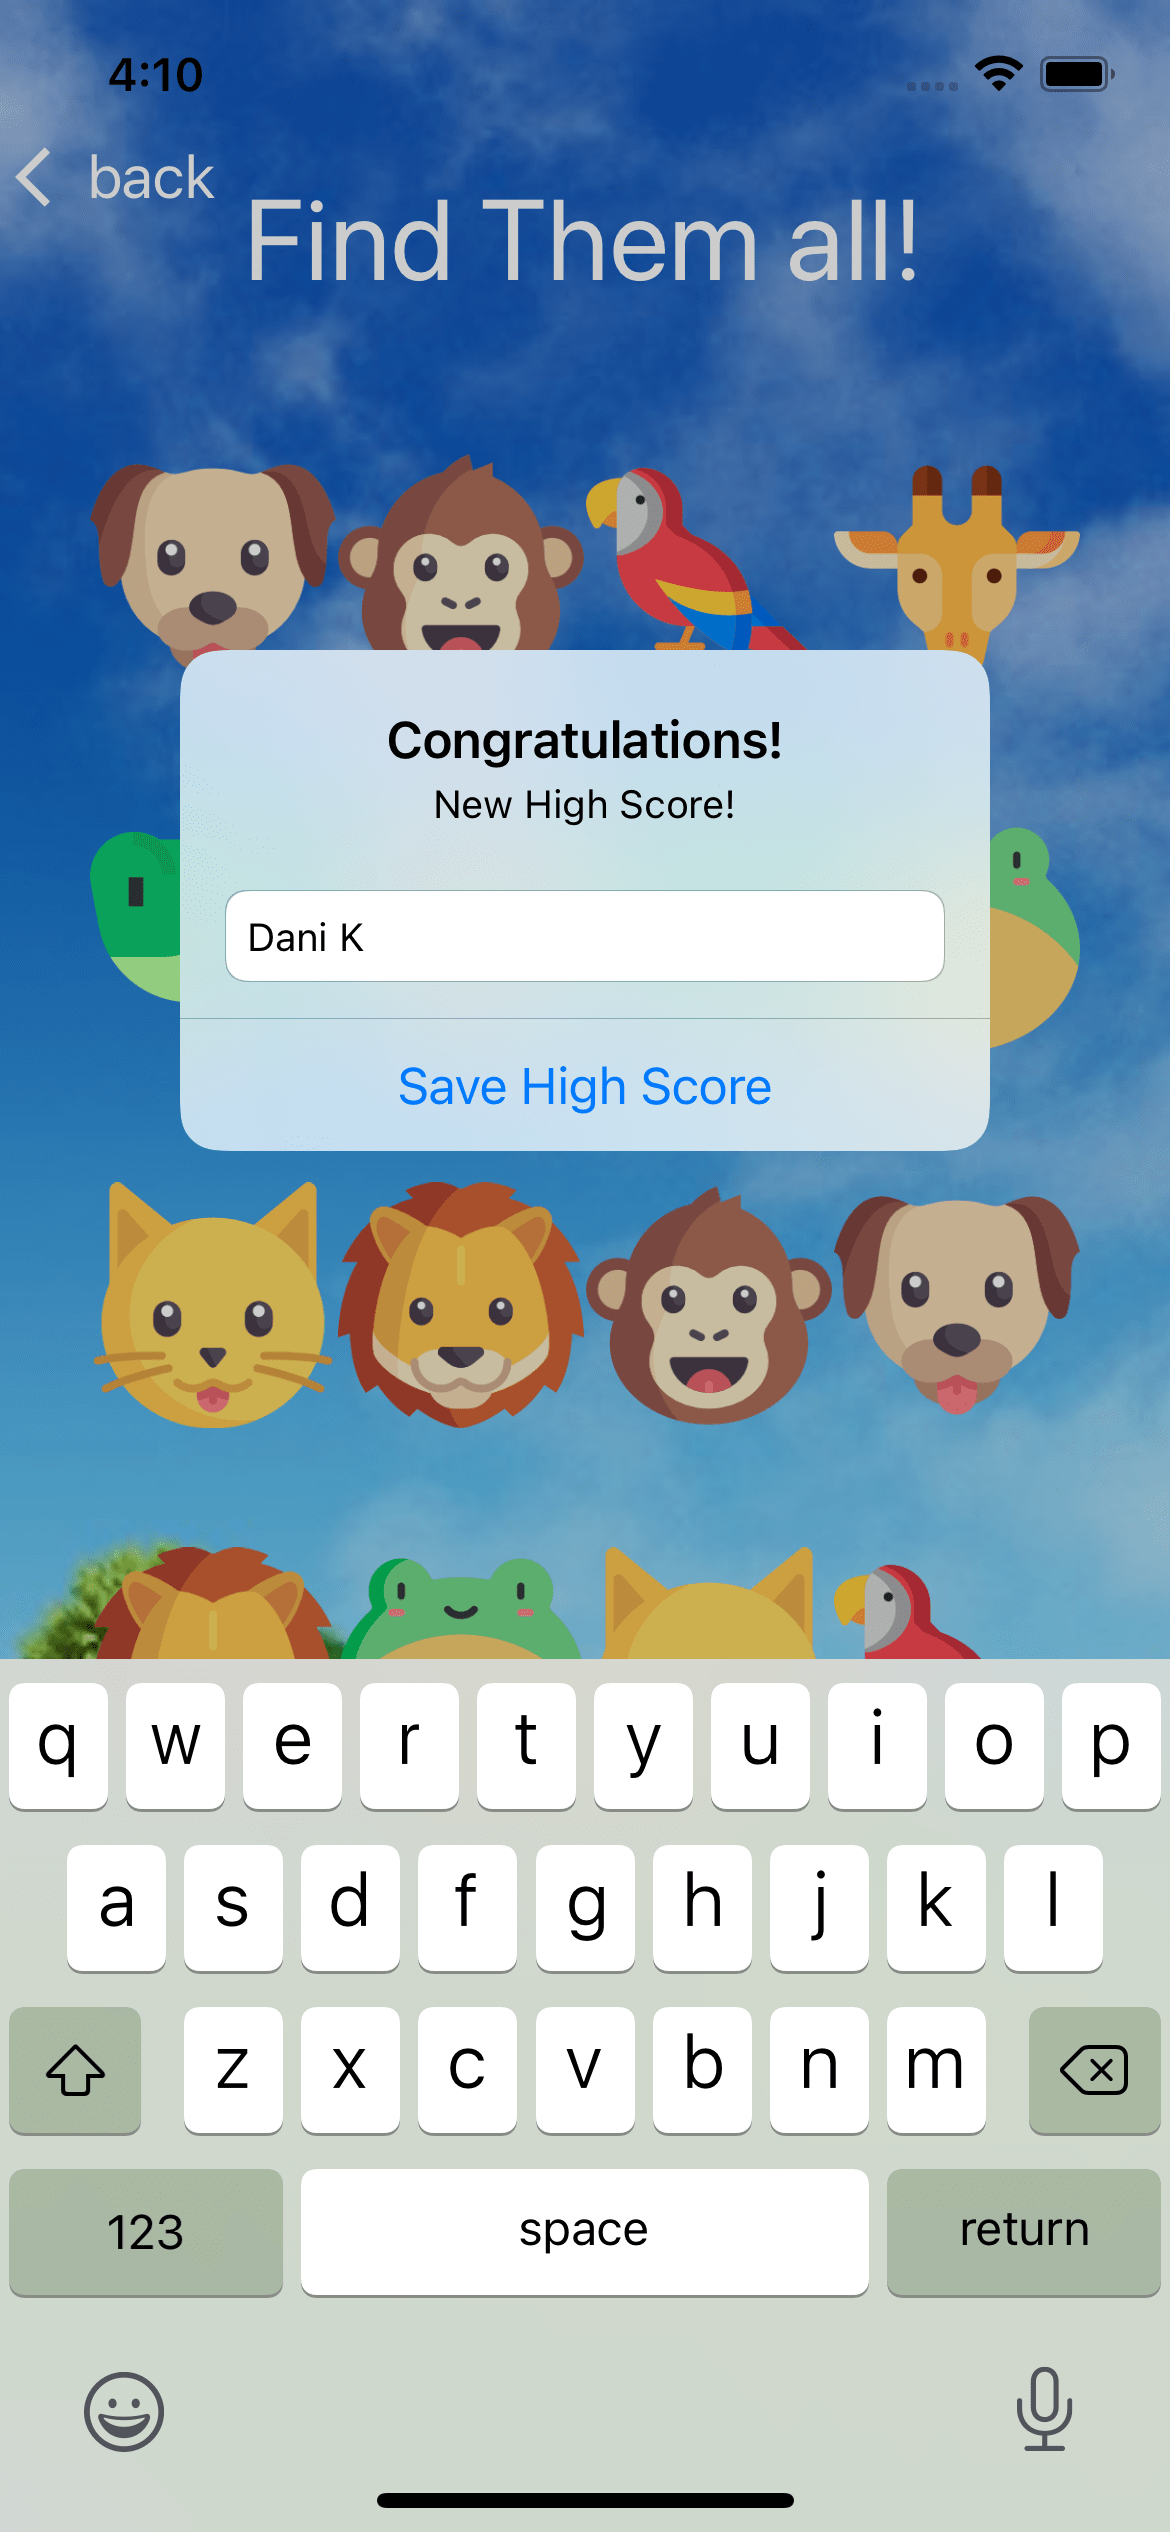 4:10
back
Find Them all!
Congratulations!
New High Score!
Dani K
Save High Score
q w e r t y u i o p
a s d f g h j k l
z x c v b n m
123 space return